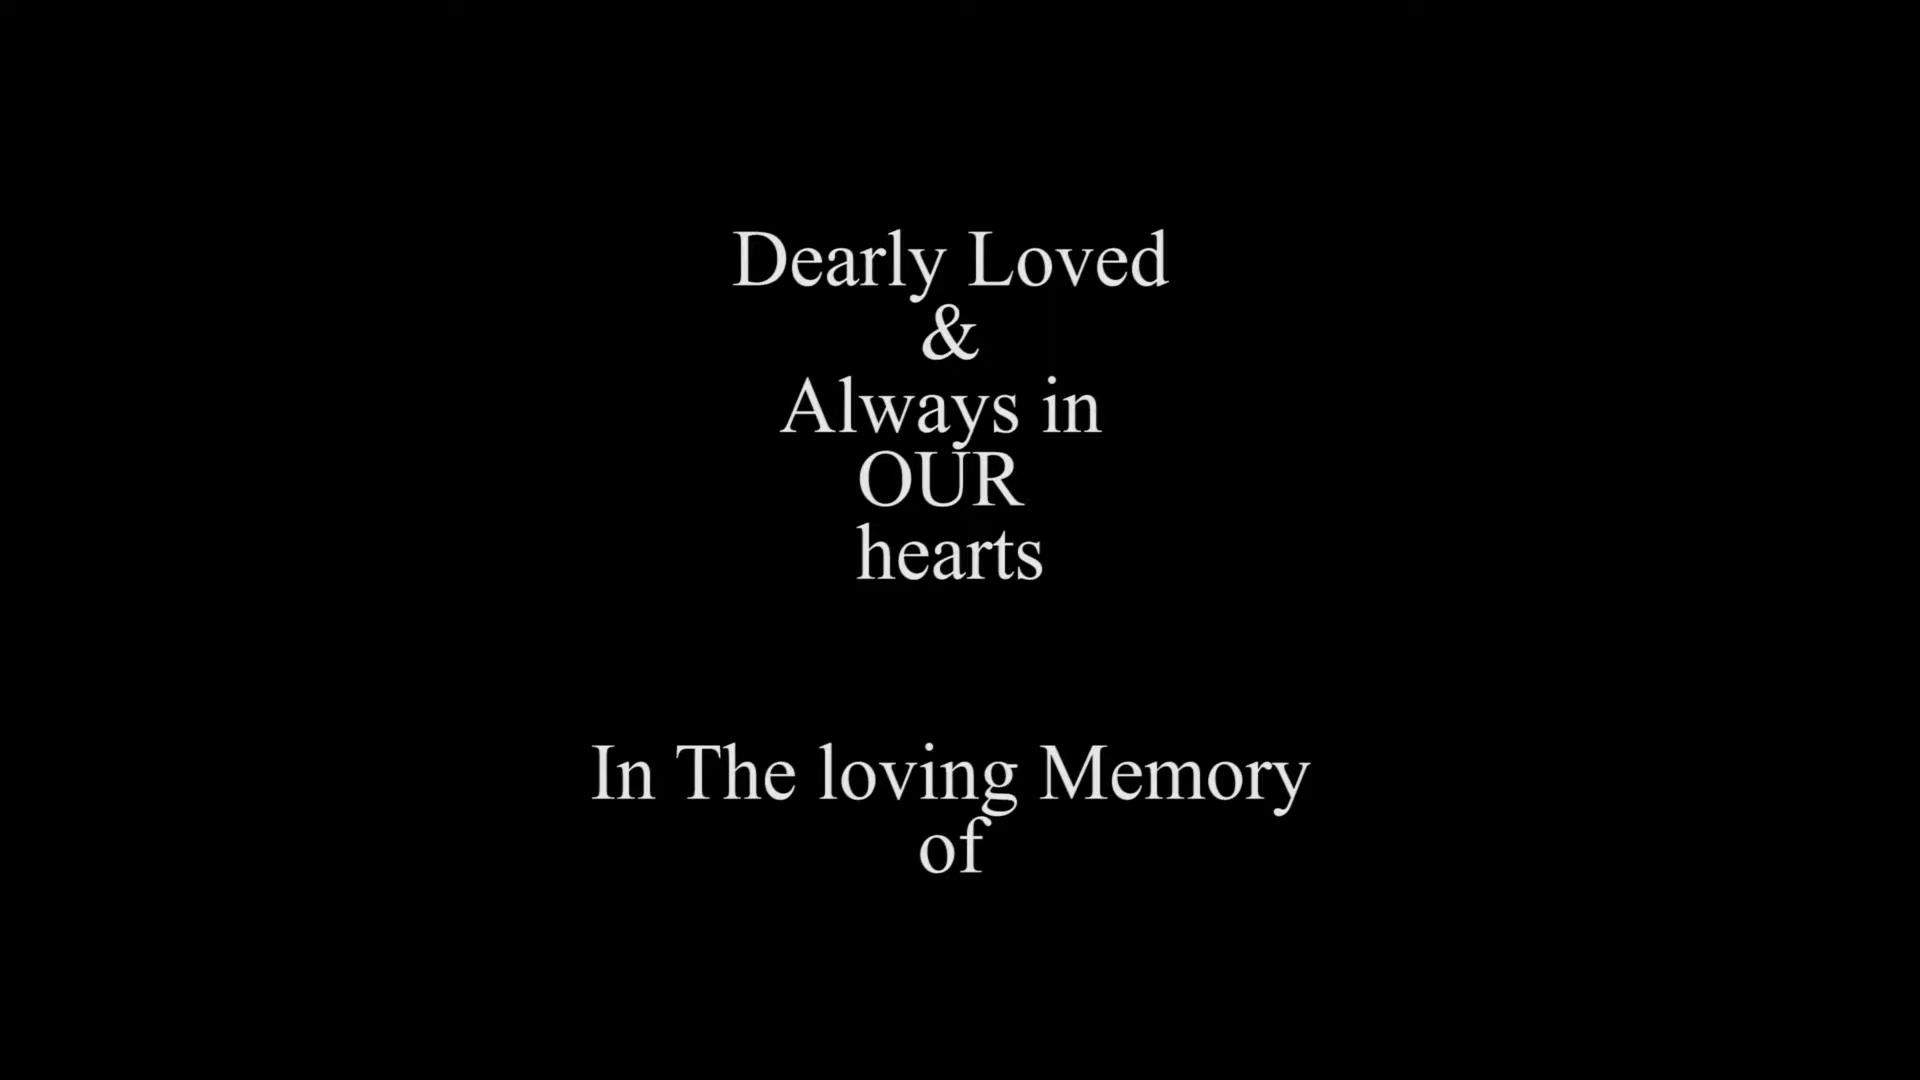 Dearly Loved
&
Always in
OUR
hearts
In The loving Memory
of